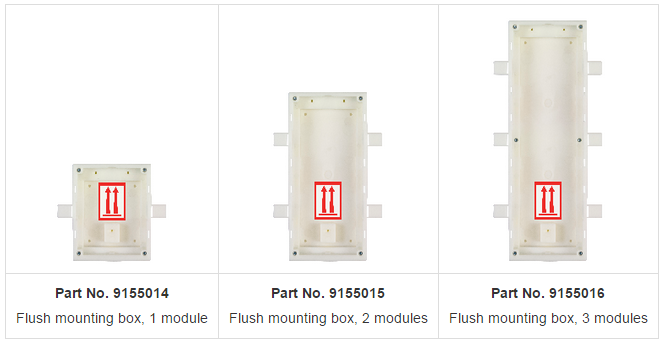 Part No. 9155014
Flush mounting box, 1 module
Part No. 9155015
Flush mounting box, 2 modules
Part No. 9155016
Flush mounting box, 3 modules